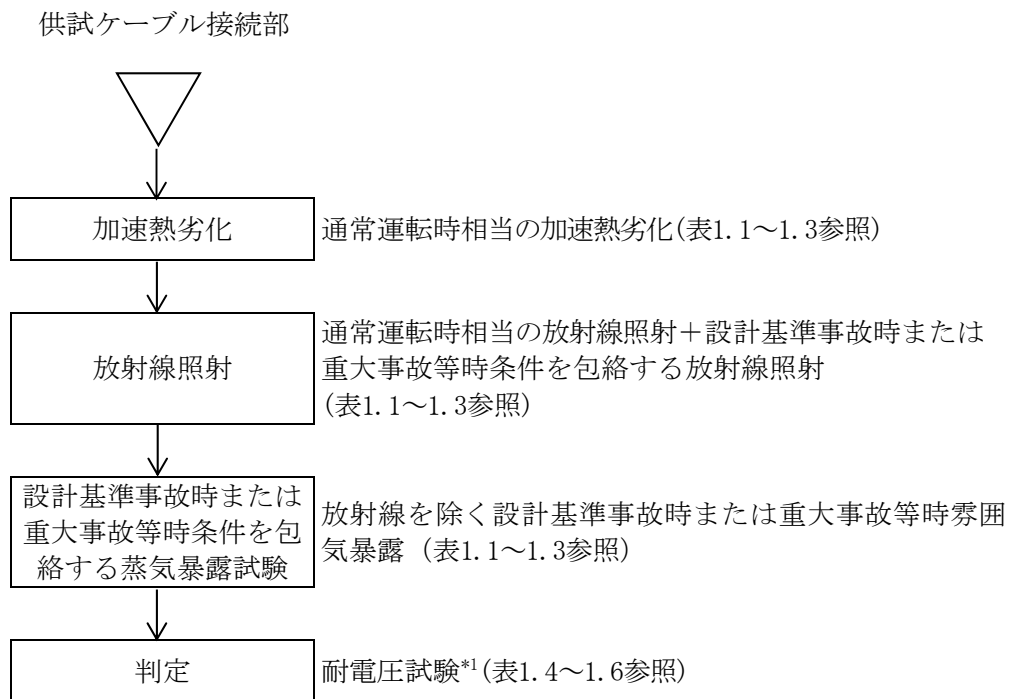 供試ケーブル接続部
加速熱劣化
通常運転時相当の加速熱劣化(表1.1～1.3参照)
放射線照射
通常運転時相当の放射線照射＋設計基準事故時または
重大事故等時条件を包絡する放射線照射
(表1.1～1.3参照)
設計基準事故時または
重大事故等時条件を包
絡する蒸気暴露試験
放射線を除く設計基準事故時または重大事故等時雰囲
気暴露 (表1.1～1.3参照)
判定
耐電圧試験*1(表1.4～1.6参照)